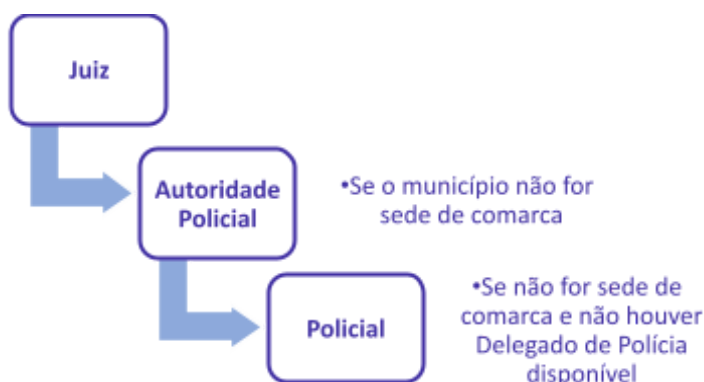 Juiz
Autoridade
Policial
•Se o município não for
sede de comarca
Policial
•Se não for sede de
comarca e não houver
Delegado de Polícia
disponível